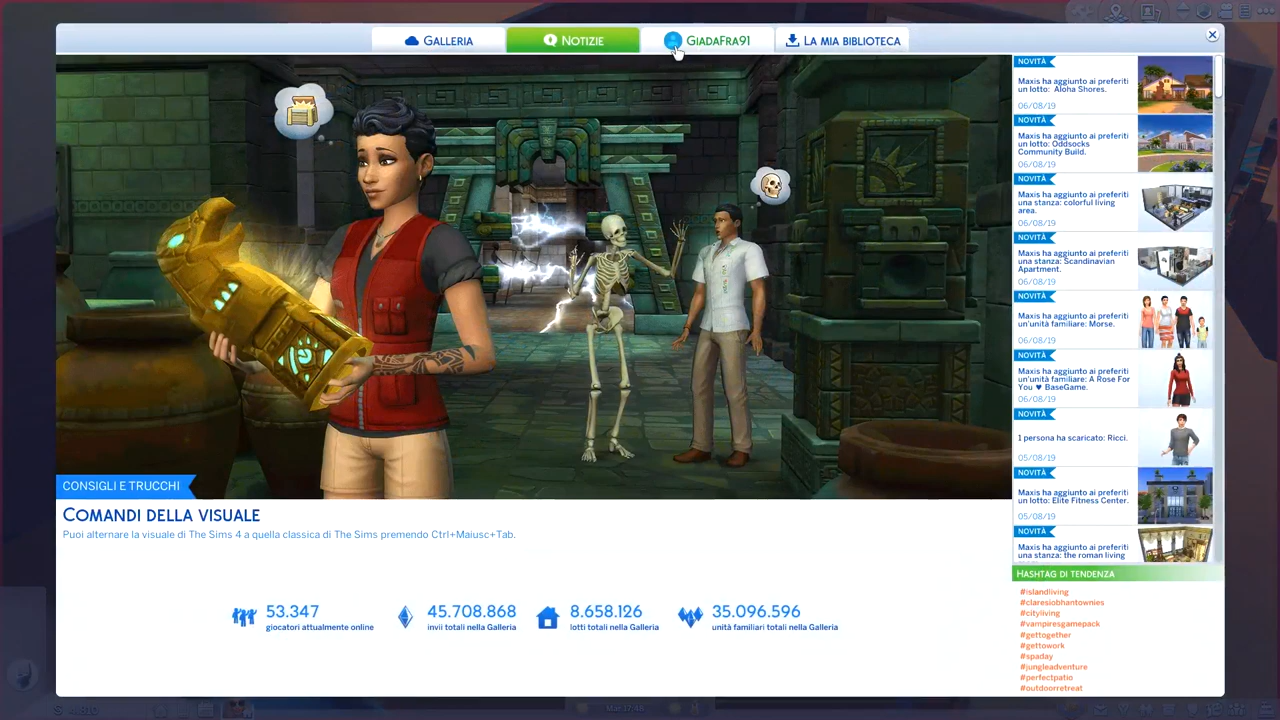 GALLERIA
NOTIZIE
GIADAFRA91
LA MIA BIBLIOTECA
CONSIGLI E TRUCCHI
COMANDI DELLA VISUALE
Puoi alternare la visuale di The Sims 4 a quella classica di The Sims premendo Ctrl+Maiusc+Tab.
53.347
giocatori attualmente online
45.708.868
invii totali nella Galleria
8.658.126
lotti totali nella Galleria
35.096.596
unità familiari totali nella Galleria
NOVITÀ
Maxis ha aggiunto ai preferiti
un lotto: Aloha Shores.
06/08/19
NOVITÀ
Maxis ha aggiunto ai preferiti
un lotto: Oddsocks
Community Build.
06/08/19
NOVITÀ
Maxis ha aggiunto ai preferiti
una stanza: colorful living
area.
06/08/19
NOVITÀ
Maxis ha aggiunto ai preferiti
una stanza: Scandinavian
Apartment.
06/08/19
NOVITÀ
Maxis ha aggiunto ai preferiti
un'unità familiare: Morse.
06/08/19
NOVITÀ
Maxis ha aggiunto ai preferiti
un'unità familiare: A Rose For
You ♥ BaseGame.
06/08/19
NOVITÀ
1 persona ha scaricato: Ricci.
05/08/19
NOVITÀ
Maxis ha aggiunto ai preferiti
un lotto: Elite Fitness Center.
05/08/19
NOVITÀ
Maxis ha aggiunto ai preferiti
una stanza: the roman living
HASHTAG DI TENDENZA
#islandliving
#claresiobhantownies
#cityliving
#vampiresgamepack
#gettogether
#gettowork
#spaday
#jungleadventure
#perfectpatio
#outdoorretreat